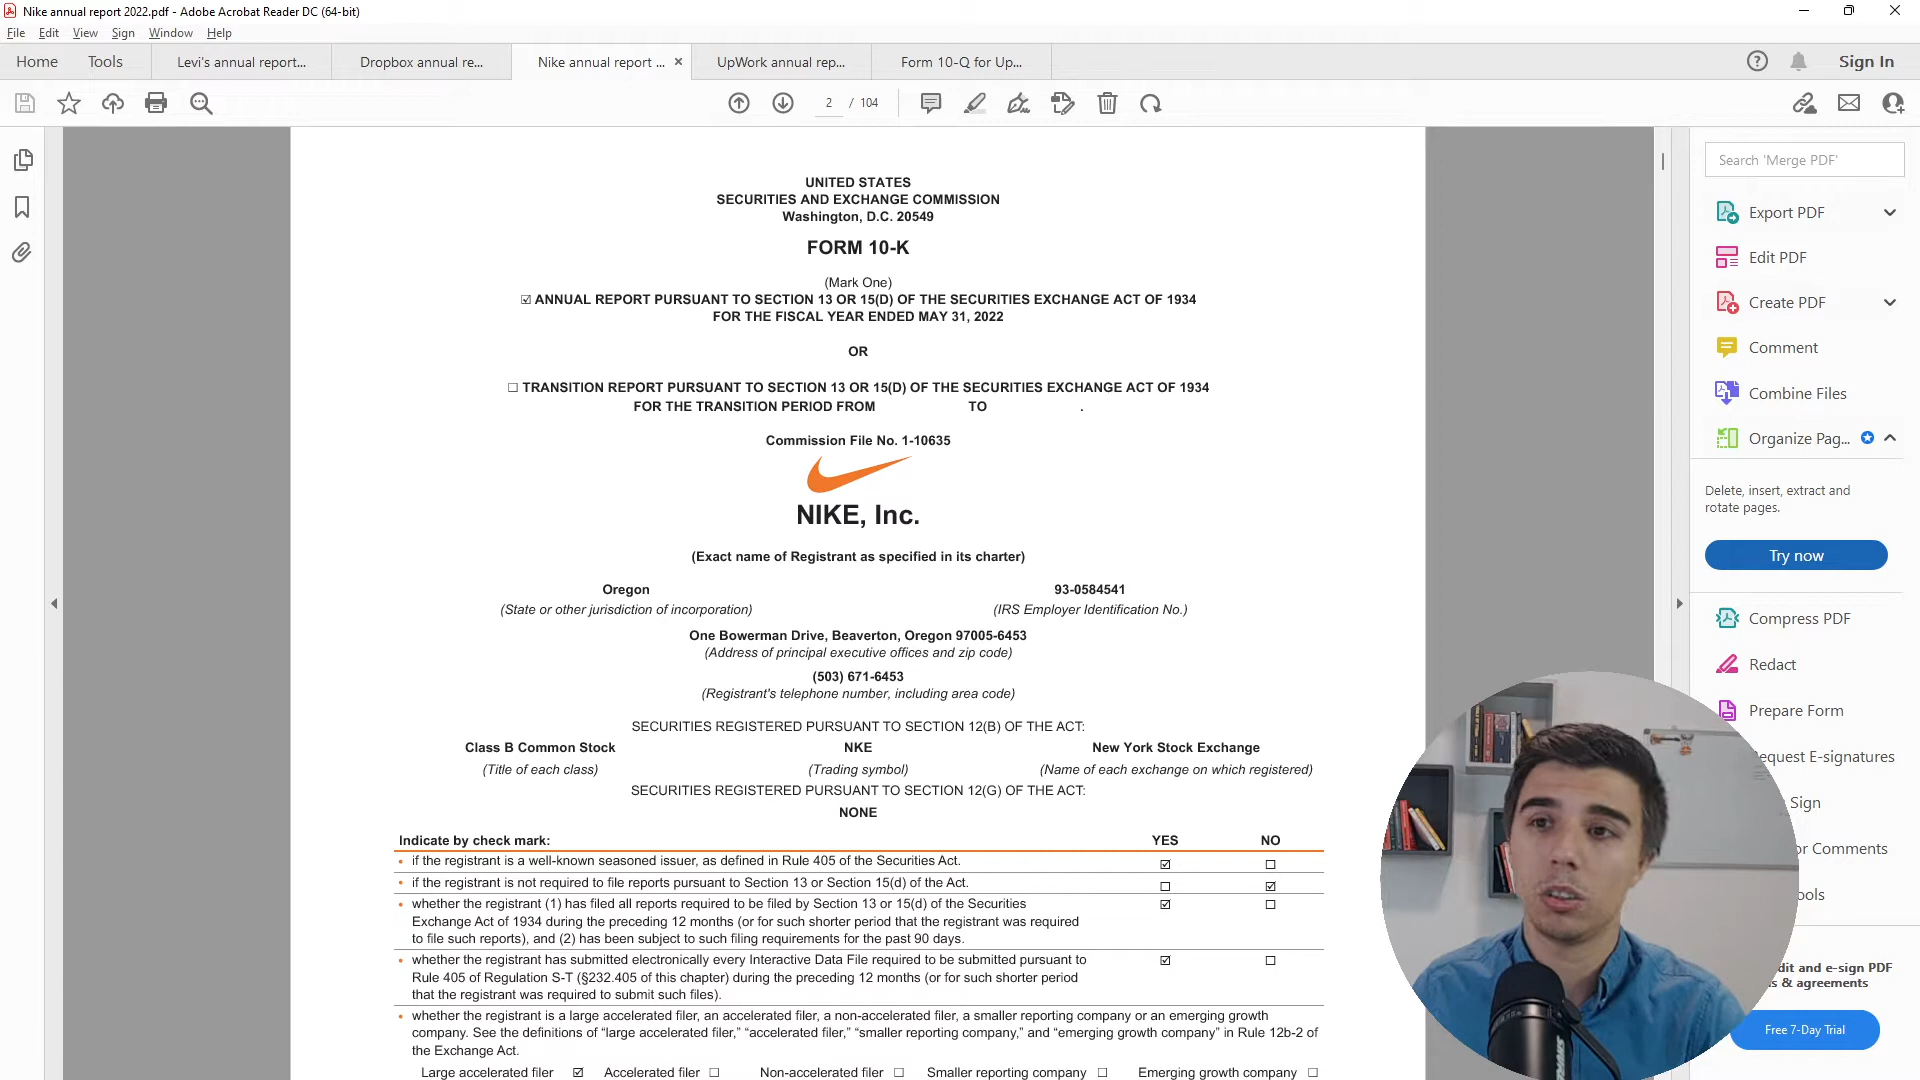 Nike annual report 2022.pdf - Adobe Acrobat Reader DC (64-bit)
File Edit View Sign Window Help
Home Tools Levi's annual report... Dropbox annual re... Nike annual report ... × UpWork annual rep... Form 10-Q for Up... Sign In
2 / 104
UNITED STATES
SECURITIES AND EXCHANGE COMMISSION
Washington, D.C. 20549
FORM 10-K
(Mark One)
☑ ANNUAL REPORT PURSUANT TO SECTION 13 OR 15(D) OF THE SECURITIES EXCHANGE ACT OF 1934
FOR THE FISCAL YEAR ENDED MAY 31, 2022
OR
☐ TRANSITION REPORT PURSUANT TO SECTION 13 OR 15(D) OF THE SECURITIES EXCHANGE ACT OF 1934
FOR THE TRANSITION PERIOD FROM TO .
Commission File No. 1-10635
NIKE, Inc.
(Exact name of Registrant as specified in its charter)
Oregon 93-0584541
(State or other jurisdiction of incorporation) (IRS Employer Identification No.)
One Bowerman Drive, Beaverton, Oregon 97005-6453
(Address of principal executive offices and zip code)
(503) 671-6453
(Registrant's telephone number, including area code)
SECURITIES REGISTERED PURSUANT TO SECTION 12(B) OF THE ACT:
Class B Common Stock NKE New York Stock Exchange
(Title of each class) (Trading symbol) (Name of each exchange on which registered)
SECURITIES REGISTERED PURSUANT TO SECTION 12(G) OF THE ACT:
NONE
Indicate by check mark: YES NO
• if the registrant is a well-known seasoned issuer, as defined in Rule 405 of the Securities Act. ☑ ☐
• if the registrant is not required to file reports pursuant to Section 13 or Section 15(d) of the Act. ☐ ☑
• whether the registrant (1) has filed all reports required to be filed by Section 13 or 15(d) of the Securities ☑ ☐
Exchange Act of 1934 during the preceding 12 months (or for such shorter period that the registrant was required
to file such reports), and (2) has been subject to such filing requirements for the past 90 days.
• whether the registrant has submitted electronically every Interactive Data File required to be submitted pursuant to ☑ ☐
Rule 405 of Regulation S-T (§232.405 of this chapter) during the preceding 12 months (or for such shorter period
that the registrant was required to submit such files).
• whether the registrant is a large accelerated filer, an accelerated filer, a non-accelerated filer, a smaller reporting company or an emerging growth
company. See the definitions of “large accelerated filer,” “accelerated filer,” “smaller reporting company,” and “emerging growth company” in Rule 12b-2 of
the Exchange Act.
Large accelerated filer ☑ Accelerated filer ☐ Non-accelerated filer ☐ Smaller reporting company ☐ Emerging growth company ☐
Search 'Merge PDF'
Export PDF
Edit PDF
Create PDF
Comment
Combine Files
Organize Pag...
Delete, insert, extract and
rotate pages.
Try now
Compress PDF
Redact
Prepare Form
equest E-signatures
Sign
or Comments
ools
dit and e-sign PDF
s & agreements
Free 7-Day Trial